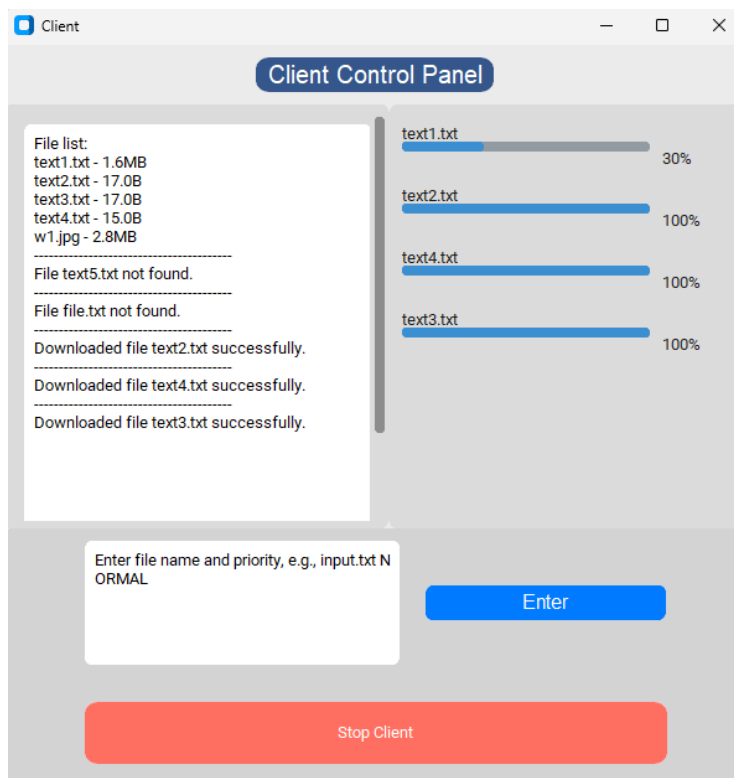 Client
Client Control Panel
File list:
text1.txt - 1.6MB
text2.txt - 17.0B
text3.txt - 17.0B
text4.txt - 15.0B
w1.jpg - 2.8MB
----------------------------------------
File text5.txt not found.
----------------------------------------
File file.txt not found.
----------------------------------------
Downloaded file text2.txt successfully.
----------------------------------------
Downloaded file text4.txt successfully.
----------------------------------------
Downloaded file text3.txt successfully.
text1.txt
30%
text2.txt
100%
text4.txt
100%
text3.txt
100%
Enter file name and priority, e.g., input.txt N
ORMAL
Enter
Stop Client